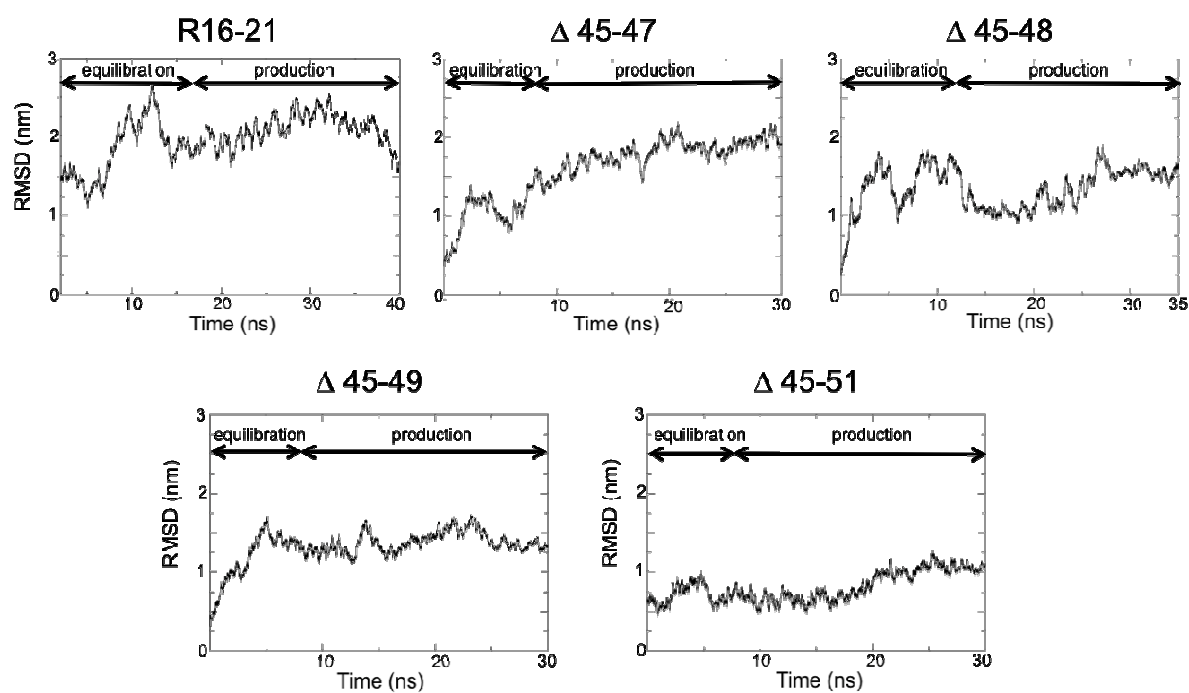 R16-21
Δ 45-47
Δ 45-48
3
2
1
0
RMSD (nm)
equilibrati on
production
10
20
30
40
Time (ns)
3
2
1
0
equilibration
production
10
20
30
Time (ns)
3
2
1
0
ecuilibration
production
10
20
30
35
Time (ns)
Δ 45-49
Δ 45-51
3
2
1
0
RMSD (nm)
equilibration
production
10
20
30
Time (ns)
3
2
1
0
RMSD (nm)
equilibrat on
production
10
20
30
Time (ns)